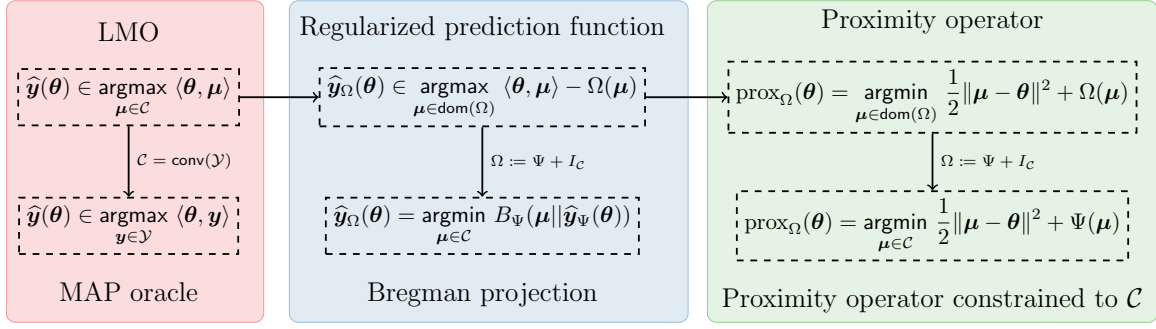 LMO
ŷ(θ) ∈ argmax ⟨θ, μ⟩
μ∈C
C = conv(Y)
ŷ(θ) ∈ argmax ⟨θ, y⟩
y∈Y
MAP oracle
Regularized prediction function
ŷ_Ω(θ) ∈ argmax ⟨θ, μ⟩ − Ω(μ)
μ∈dom(Ω)
Ω := Ψ + I_C
ŷ_Ω(θ) = argmin B_Ψ(μ||ŷ_Ψ(θ))
μ∈C
Bregman projection
Proximity operator
prox_Ω(θ) = argmin ½‖μ − θ‖² + Ω(μ)
μ∈dom(Ω)
Ω := Ψ + I_C
prox_Ω(θ) = argmin ½‖μ − θ‖² + Ψ(μ)
μ∈C
Proximity operator constrained to C